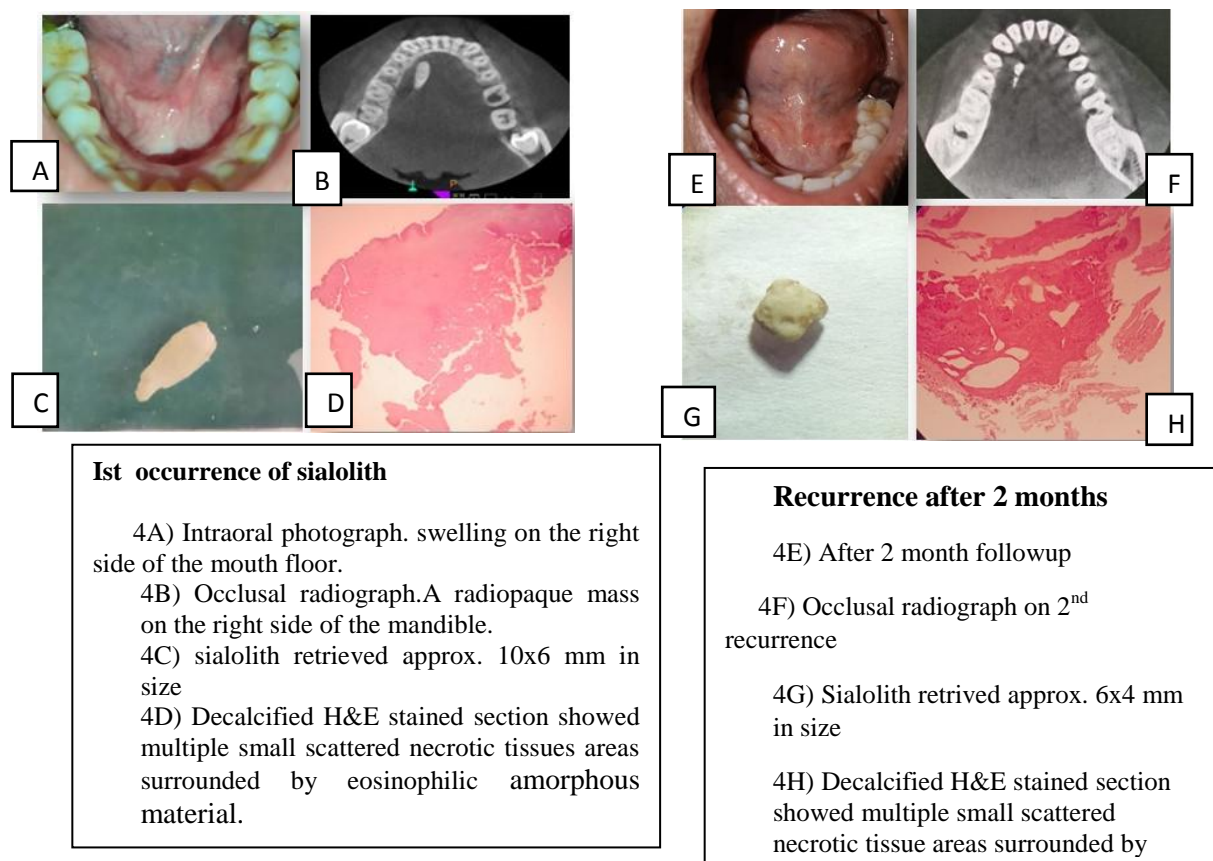 A
B
C
D
E
F
G
H
Ist occurrence of sialolith
4A) Intraoral photograph. swelling on the right
side of the mouth floor.
4B) Occlusal radiograph.A radiopaque mass
on the right side of the mandible.
4C) sialolith retrieved approx. 10x6 mm in
size
4D) Decalcified H&E stained section showed
multiple small scattered necrotic tissues areas
surrounded by eosinophilic amorphous
material.
Recurrence after 2 months
4E) After 2 month followup
4F) Occlusal radiograph on 2nd
recurrence
4G) Sialolith retrived approx. 6x4 mm
in size
4H) Decalcified H&E stained section
showed multiple small scattered
necrotic tissue areas surrounded by